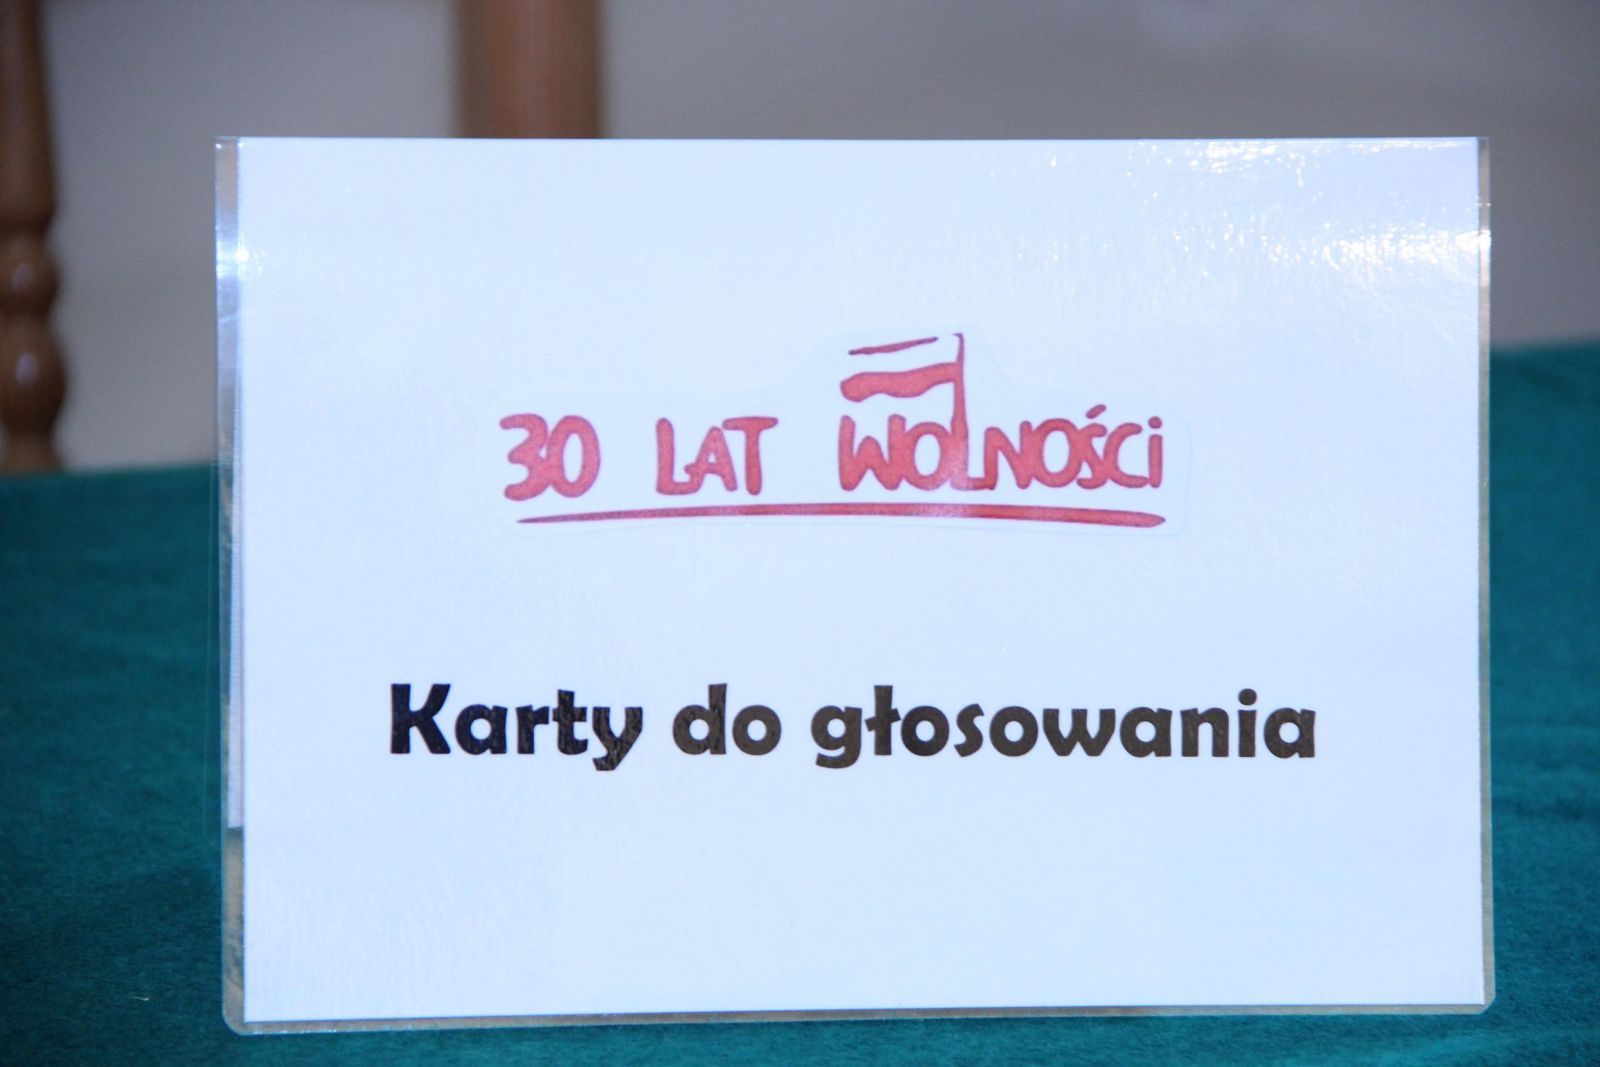 30 LAT WOLNOŚCi
Karty do głosowania